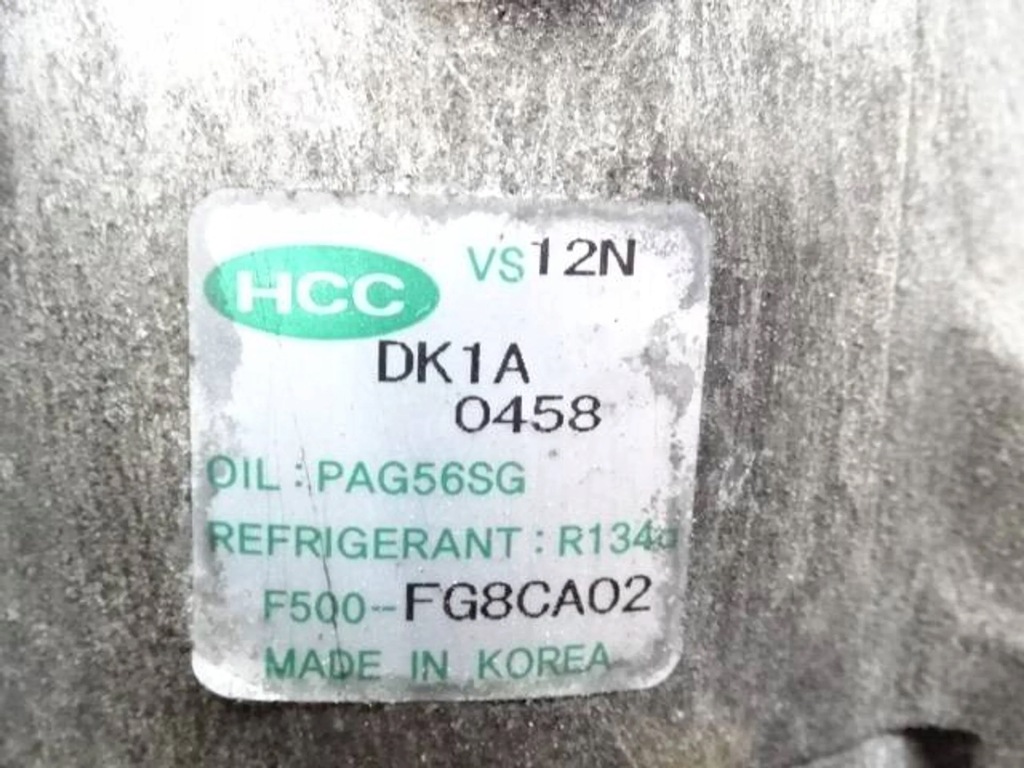 HCC VS12N
DK1A
0458
OIL : PAG56SG
REFRIGERANT : R134a
F500-FG8CA02
MADE IN KOREA